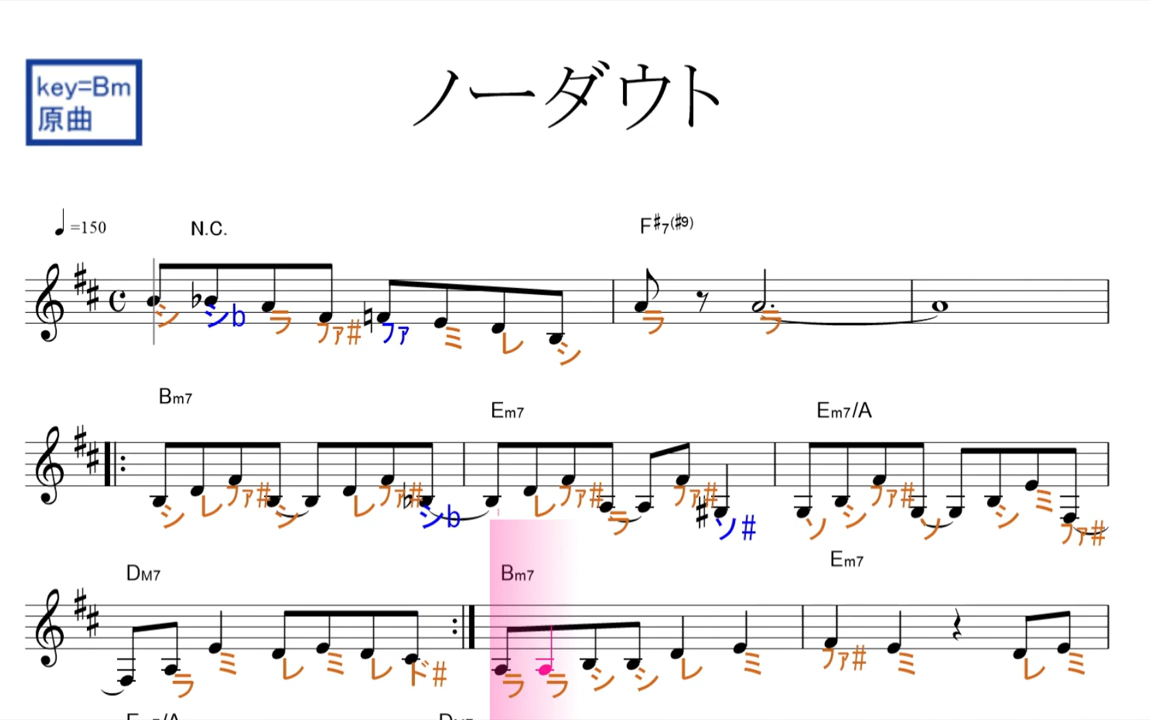 key=Bm
原曲
ノーダウト
=150 N.C. F#7(#9)
シ シb ラ ファ# ファ ミ レ シ ラ ラ
Bm7 Em7 Em7/A
シ レ ファ# シ レ ファ# シb レ ファ# ラ ファ# ソ# ソ シ ファ# ソ シ ミ ファ#
DM7 Bm7 Em7
ラ ミ レ ミ レ ド# ラ ラ シ シ レ ミ ファ# ミ レ ミ